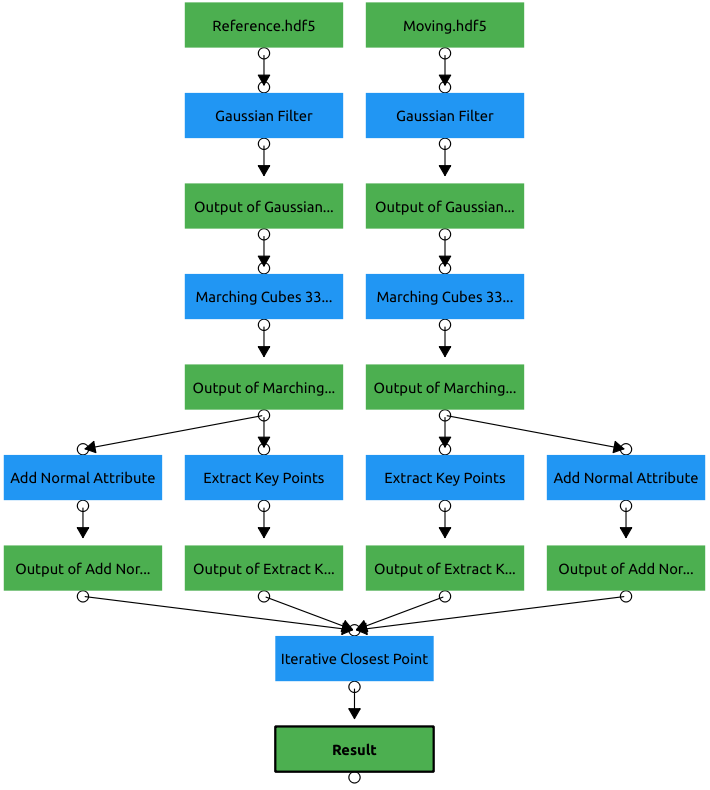 Reference.hdf5
Moving.hdf5
Gaussian Filter
Gaussian Filter
Output of Gaussian...
Output of Gaussian...
Marching Cubes 33...
Marching Cubes 33...
Output of Marching...
Output of Marching...
Add Normal Attribute
Extract Key Points
Extract Key Points
Add Normal Attribute
Output of Add Nor...
Output of Extract K...
Output of Extract K...
Output of Add Nor...
Iterative Closest Point
Result